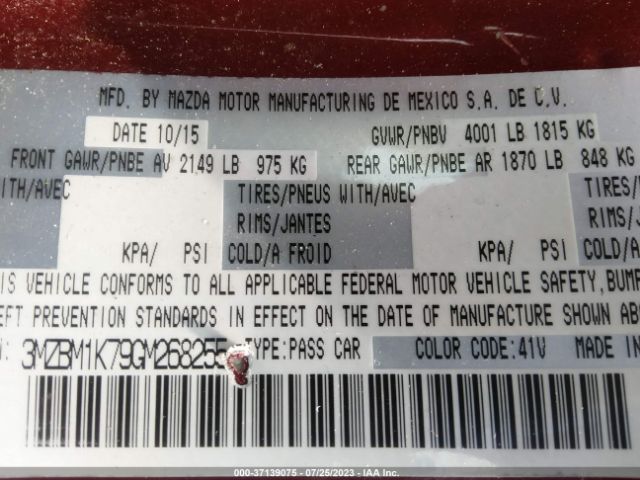 MFD. BY MAZDA MOTOR MANUFACTURING DE MEXICO S.A. DE C.V.
DATE 10/15 GVWR/PNBV 4001 LB 1815 KG
FRONT GAWR/PNBE AV 2149 LB 975 KG REAR GAWR/PNBE AR 1870 LB 848 KG
ITH/AVEC TIRES/PNEUS WITH/AVEC TIRES/
RIMS/JANTES RIMS/J
KPA/ PSI COLD/A FROID KPA/ PSI COLD/A
IS VEHICLE CONFORMS TO ALL APPLICABLE FEDERAL MOTOR VEHICLE SAFETY, BUMP
EFT PREVENTION STANDARDS IN EFFECT ON THE DATE OF MANUFACTURE SHOWN ABO
: 3MZBM1K79GM268255 TYPE:PASS CAR COLOR CODE:41V MADE IN
000-37139075 - 07/25/2023 - IAA Inc.